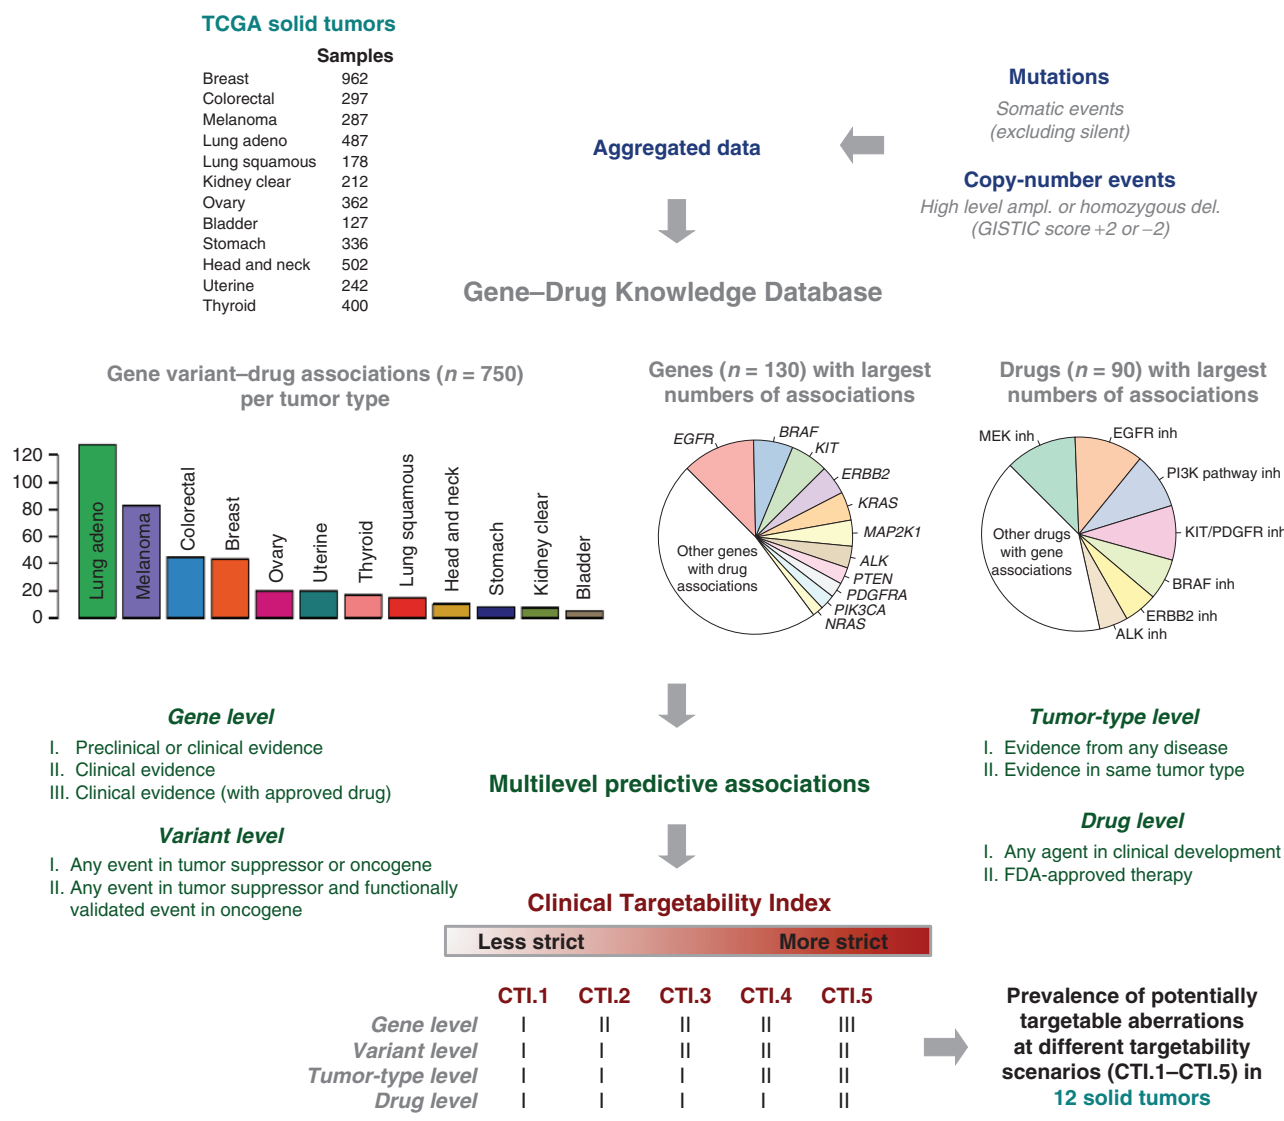 TCGA solid tumors
Samples
Breast 962
Colorectal 297
Melanoma 287
Lung adeno 487
Lung squamous 178
Kidney clear 212
Ovary 362
Bladder 127
Stomach 336
Head and neck 502
Uterine 242
Thyroid 400
Aggregated data
Mutations
Somatic events
(excluding silent)
Copy-number events
High level ampl. or homozygous del.
(GISTIC score +2 or −2)
Gene–Drug Knowledge Database
Gene variant–drug associations (n = 750)
per tumor type
120
100
80
60
40
20
0
Lung adeno
Melanoma
Colorectal
Breast
Ovary
Uterine
Thyroid
Lung squamous
Head and neck
Stomach
Kidney clear
Bladder
Genes (n = 130) with largest
numbers of associations
EGFR
BRAF
KIT
ERBB2
KRAS
MAP2K1
ALK
PTEN
PDGFRA
PIK3CA
NRAS
Other genes
with drug
associations
Drugs (n = 90) with largest
numbers of associations
MEK inh
EGFR inh
PI3K pathway inh
KIT/PDGFR inh
BRAF inh
ERBB2 inh
ALK inh
Other drugs
with gene
associations
Gene level
I. Preclinical or clinical evidence
II. Clinical evidence
III. Clinical evidence (with approved drug)
Variant level
I. Any event in tumor suppressor or oncogene
II. Any event in tumor suppressor and functionally
validated event in oncogene
Multilevel predictive associations
Tumor-type level
I. Evidence from any disease
II. Evidence in same tumor type
Drug level
I. Any agent in clinical development
II. FDA-approved therapy
Clinical Targetability Index
Less strict More strict
CTI.1 CTI.2 CTI.3 CTI.4 CTI.5
Gene level I II II II III
Variant level I I II II II
Tumor-type level I I I II II
Drug level I I I I II
Prevalence of potentially
targetable aberrations
at different targetability
scenarios (CTI.1–CTI.5) in
12 solid tumors